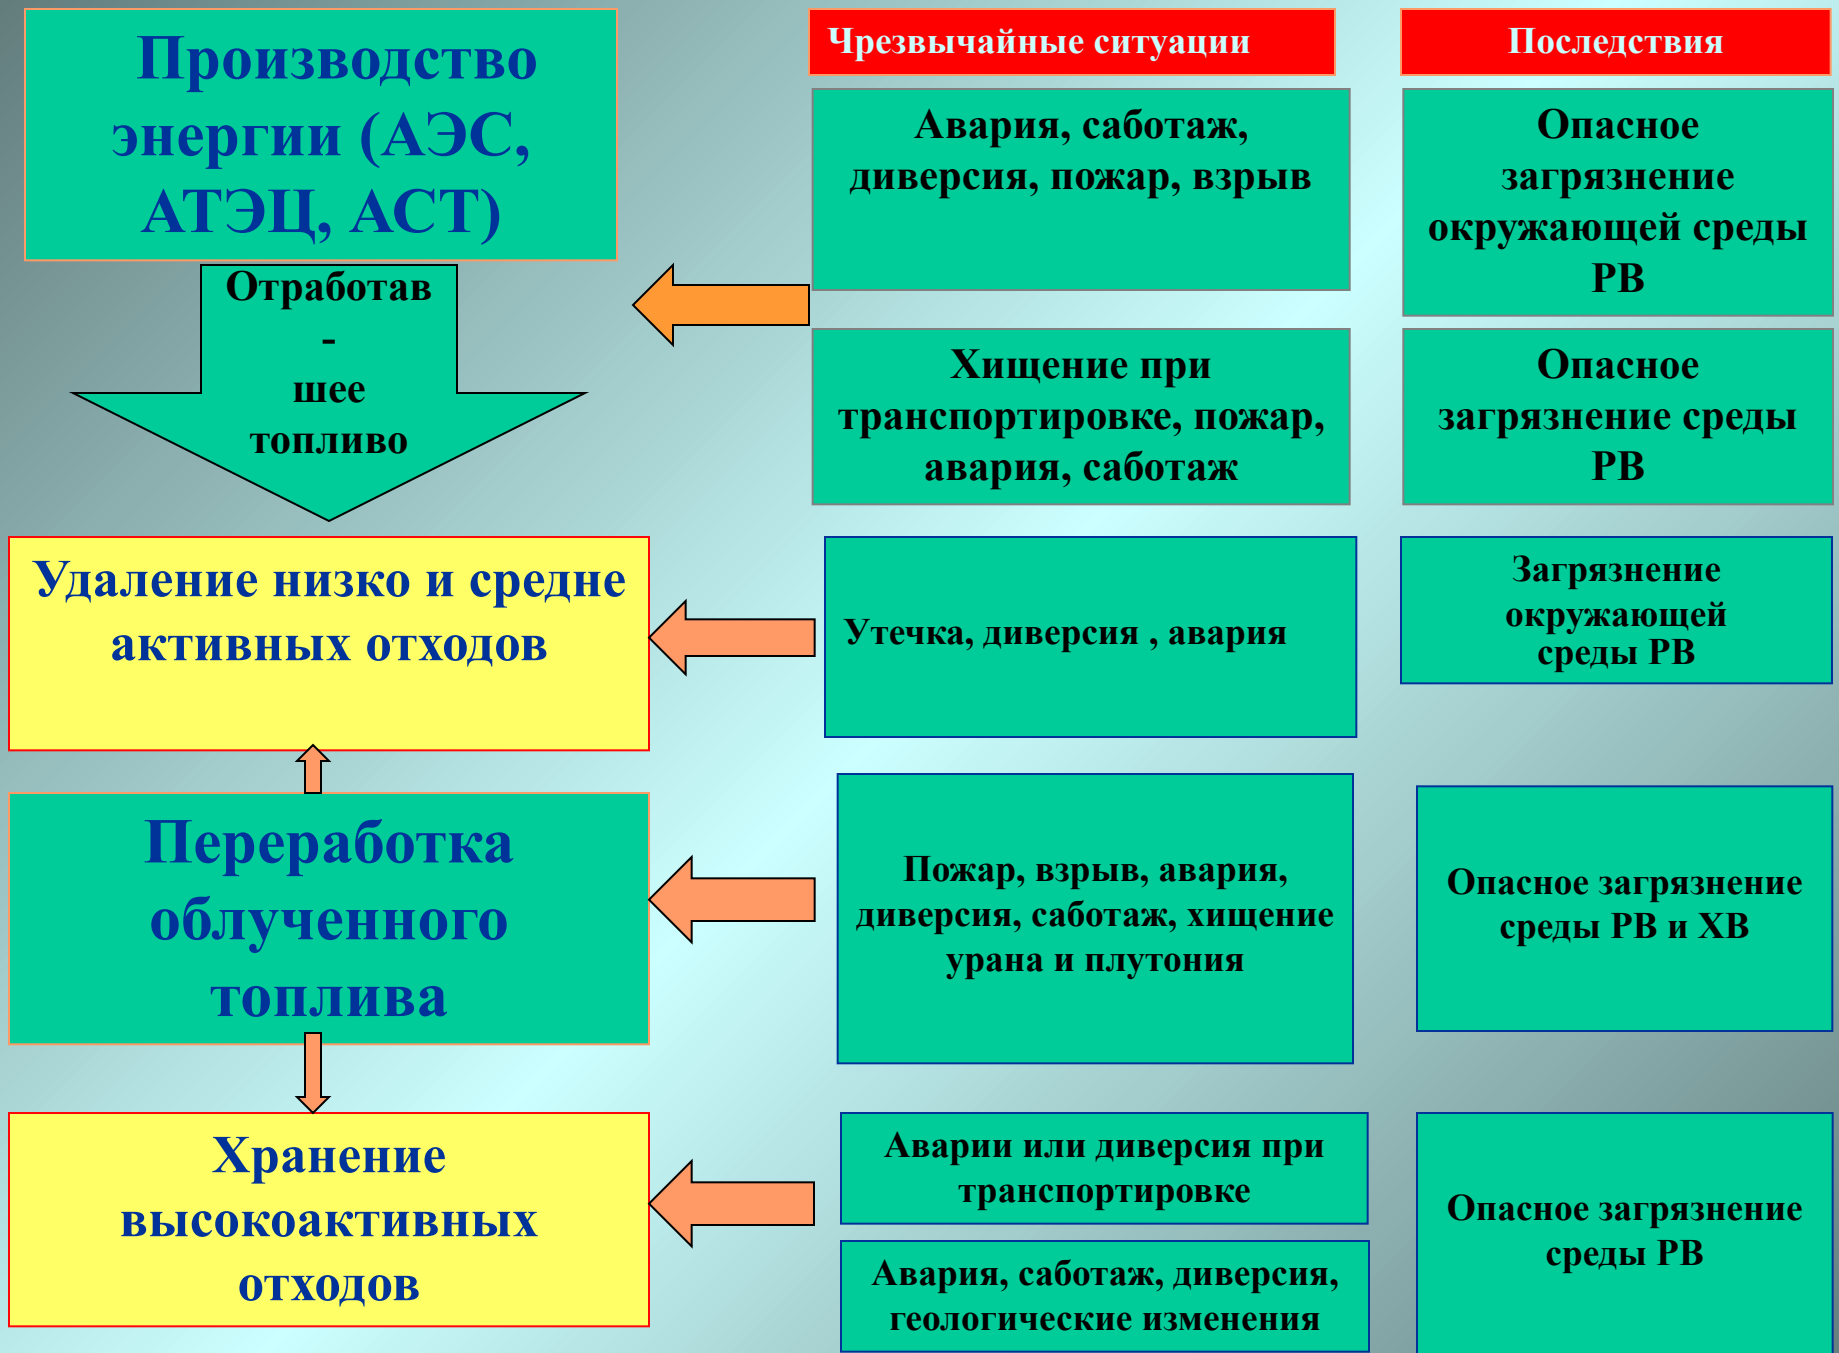 Производство
энергии (АЭС,
АТЭЦ, АСТ)
Отработав
-
шее
топливо
Чрезвычайные ситуации
Последствия
Авария, саботаж,
диверсия, пожар, взрыв
Опасное
загрязнение
окружающей среды
РВ
Хищение при
транспортировке, пожар,
авария, саботаж
Опасное
загрязнение среды
РВ
Удаление низко и средне
активных отходов
Утечка, диверсия , авария
Загрязнение
окружающей
среды РВ
Переработка
облученного
топлива
Пожар, взрыв, авария,
диверсия, саботаж, хищение
урана и плутония
Опасное загрязнение
среды РВ и ХВ
Хранение
высокоактивных
отходов
Аварии или диверсия при
транспортировке
Авария, саботаж, диверсия,
геологические изменения
Опасное загрязнение
среды РВ